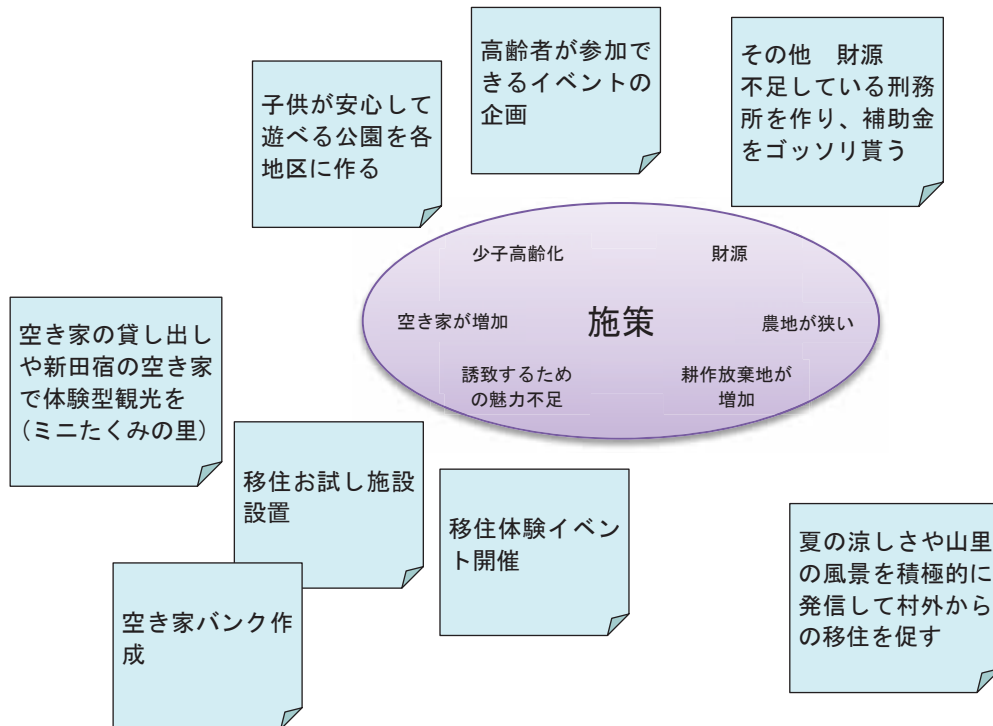 高齢者が参加で
きるイベントの
企画
その他　財源
不足している刑務
所を作り、補助金
をゴッソリ貰う
子供が安心して
遊べる公園を各
地区に作る
少子高齢化
財源
空き家が増加
施策
農地が狭い
誘致するため
の魅力不足
耕作放棄地が
増加
空き家の貸し出し
や新田宿の空き家
で体験型観光を
（ミニたくみの里）
移住お試し施設
設置
移住体験イベン
ト開催
空き家バンク作
成
夏の涼しさや山里
の風景を積極的に
発信して村外から
の移住を促す